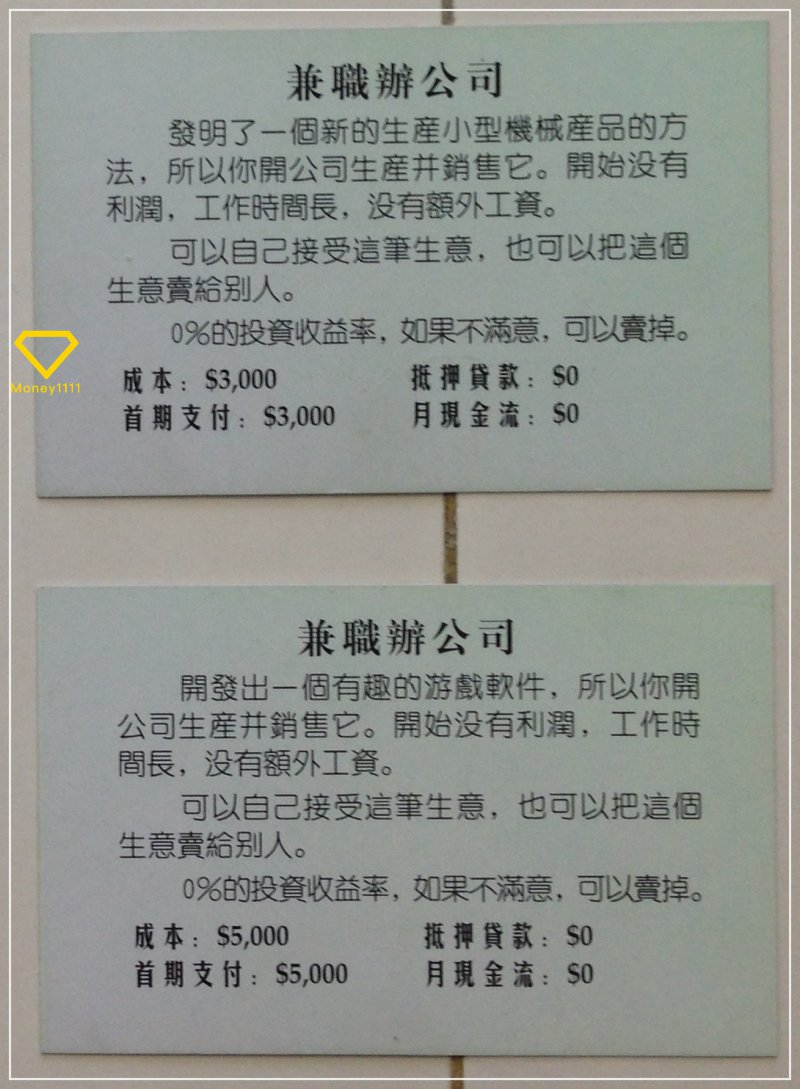 兼職辦公司
發明了一個新的生産小型機械産品的方
法，所以你開公司生産并銷售它。開始没有
利潤，工作時間長，没有額外工資。
可以自己接受這筆生意，也可以把這個
生意賣給别人。
0%的投資收益率，如果不滿意，可以賣掉。
成本：$3,000 抵押貸款：$0
首期支付：$3,000 月現金流：$0
Money1111
兼職辦公司
開發出一個有趣的游戲軟件，所以你開
公司生産并銷售它。開始没有利潤，工作時
間長，没有額外工資。
可以自己接受這筆生意，也可以把這個
生意賣給别人。
0%的投資收益率，如果不滿意，可以賣掉。
成本：$5,000 抵押貸款：$0
首期支付：$5,000 月現金流：$0